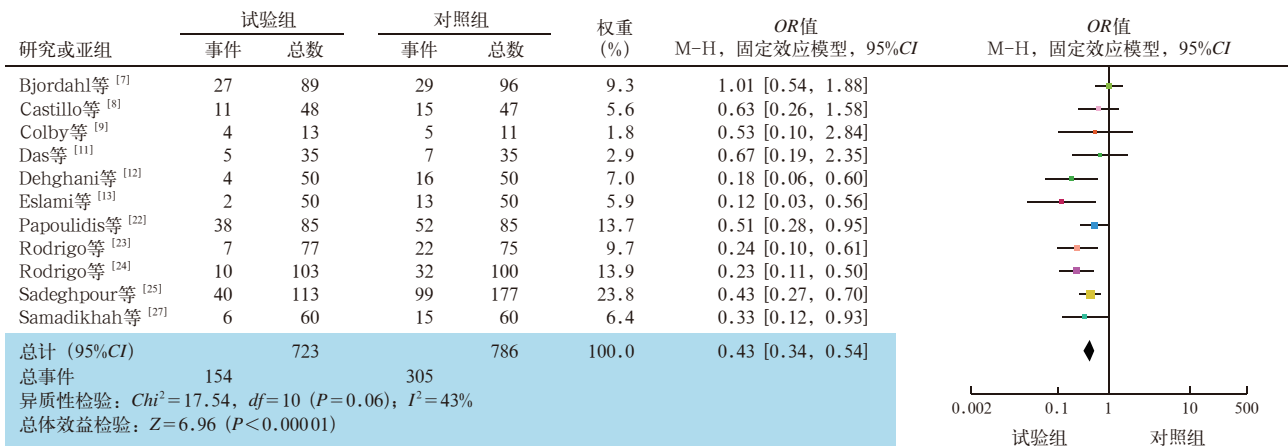 试验组 对照组 权重 OR值 OR值
研究或亚组 事件 总数 事件 总数 (%) M-H，固定效应模型，95%CI M-H，固定效应模型，95%CI
Bjordahl等 [7] 27 89 29 96 9.3 1.01 [0.54, 1.88]
Castillo等 [8] 11 48 15 47 5.6 0.63 [0.26, 1.58]
Colby等 [9] 4 13 5 11 1.8 0.53 [0.10, 2.84]
Das等 [11] 5 35 7 35 2.9 0.67 [0.19, 2.35]
Dehghani等 [12] 4 50 16 50 7.0 0.18 [0.06, 0.60]
Eslami等 [13] 2 50 13 50 5.9 0.12 [0.03, 0.56]
Papoulidis等 [22] 38 85 52 85 13.7 0.51 [0.28, 0.95]
Rodrigo等 [23] 7 77 22 75 9.7 0.24 [0.10, 0.61]
Rodrigo等 [24] 10 103 32 100 13.9 0.23 [0.11, 0.50]
Sadeghpour等 [25] 40 113 99 177 23.8 0.43 [0.27, 0.70]
Samadikhah等 [27] 6 60 15 60 6.4 0.33 [0.12, 0.93]
总计（95%CI） 723 786 100.0 0.43 [0.34, 0.54]
总事件 154 305
异质性检验：Chi²=17.54，df=10（P=0.06）；I²=43%
总体效益检验：Z=6.96（P<0.00001）
0.002 0.1 1 10 500
试验组 对照组